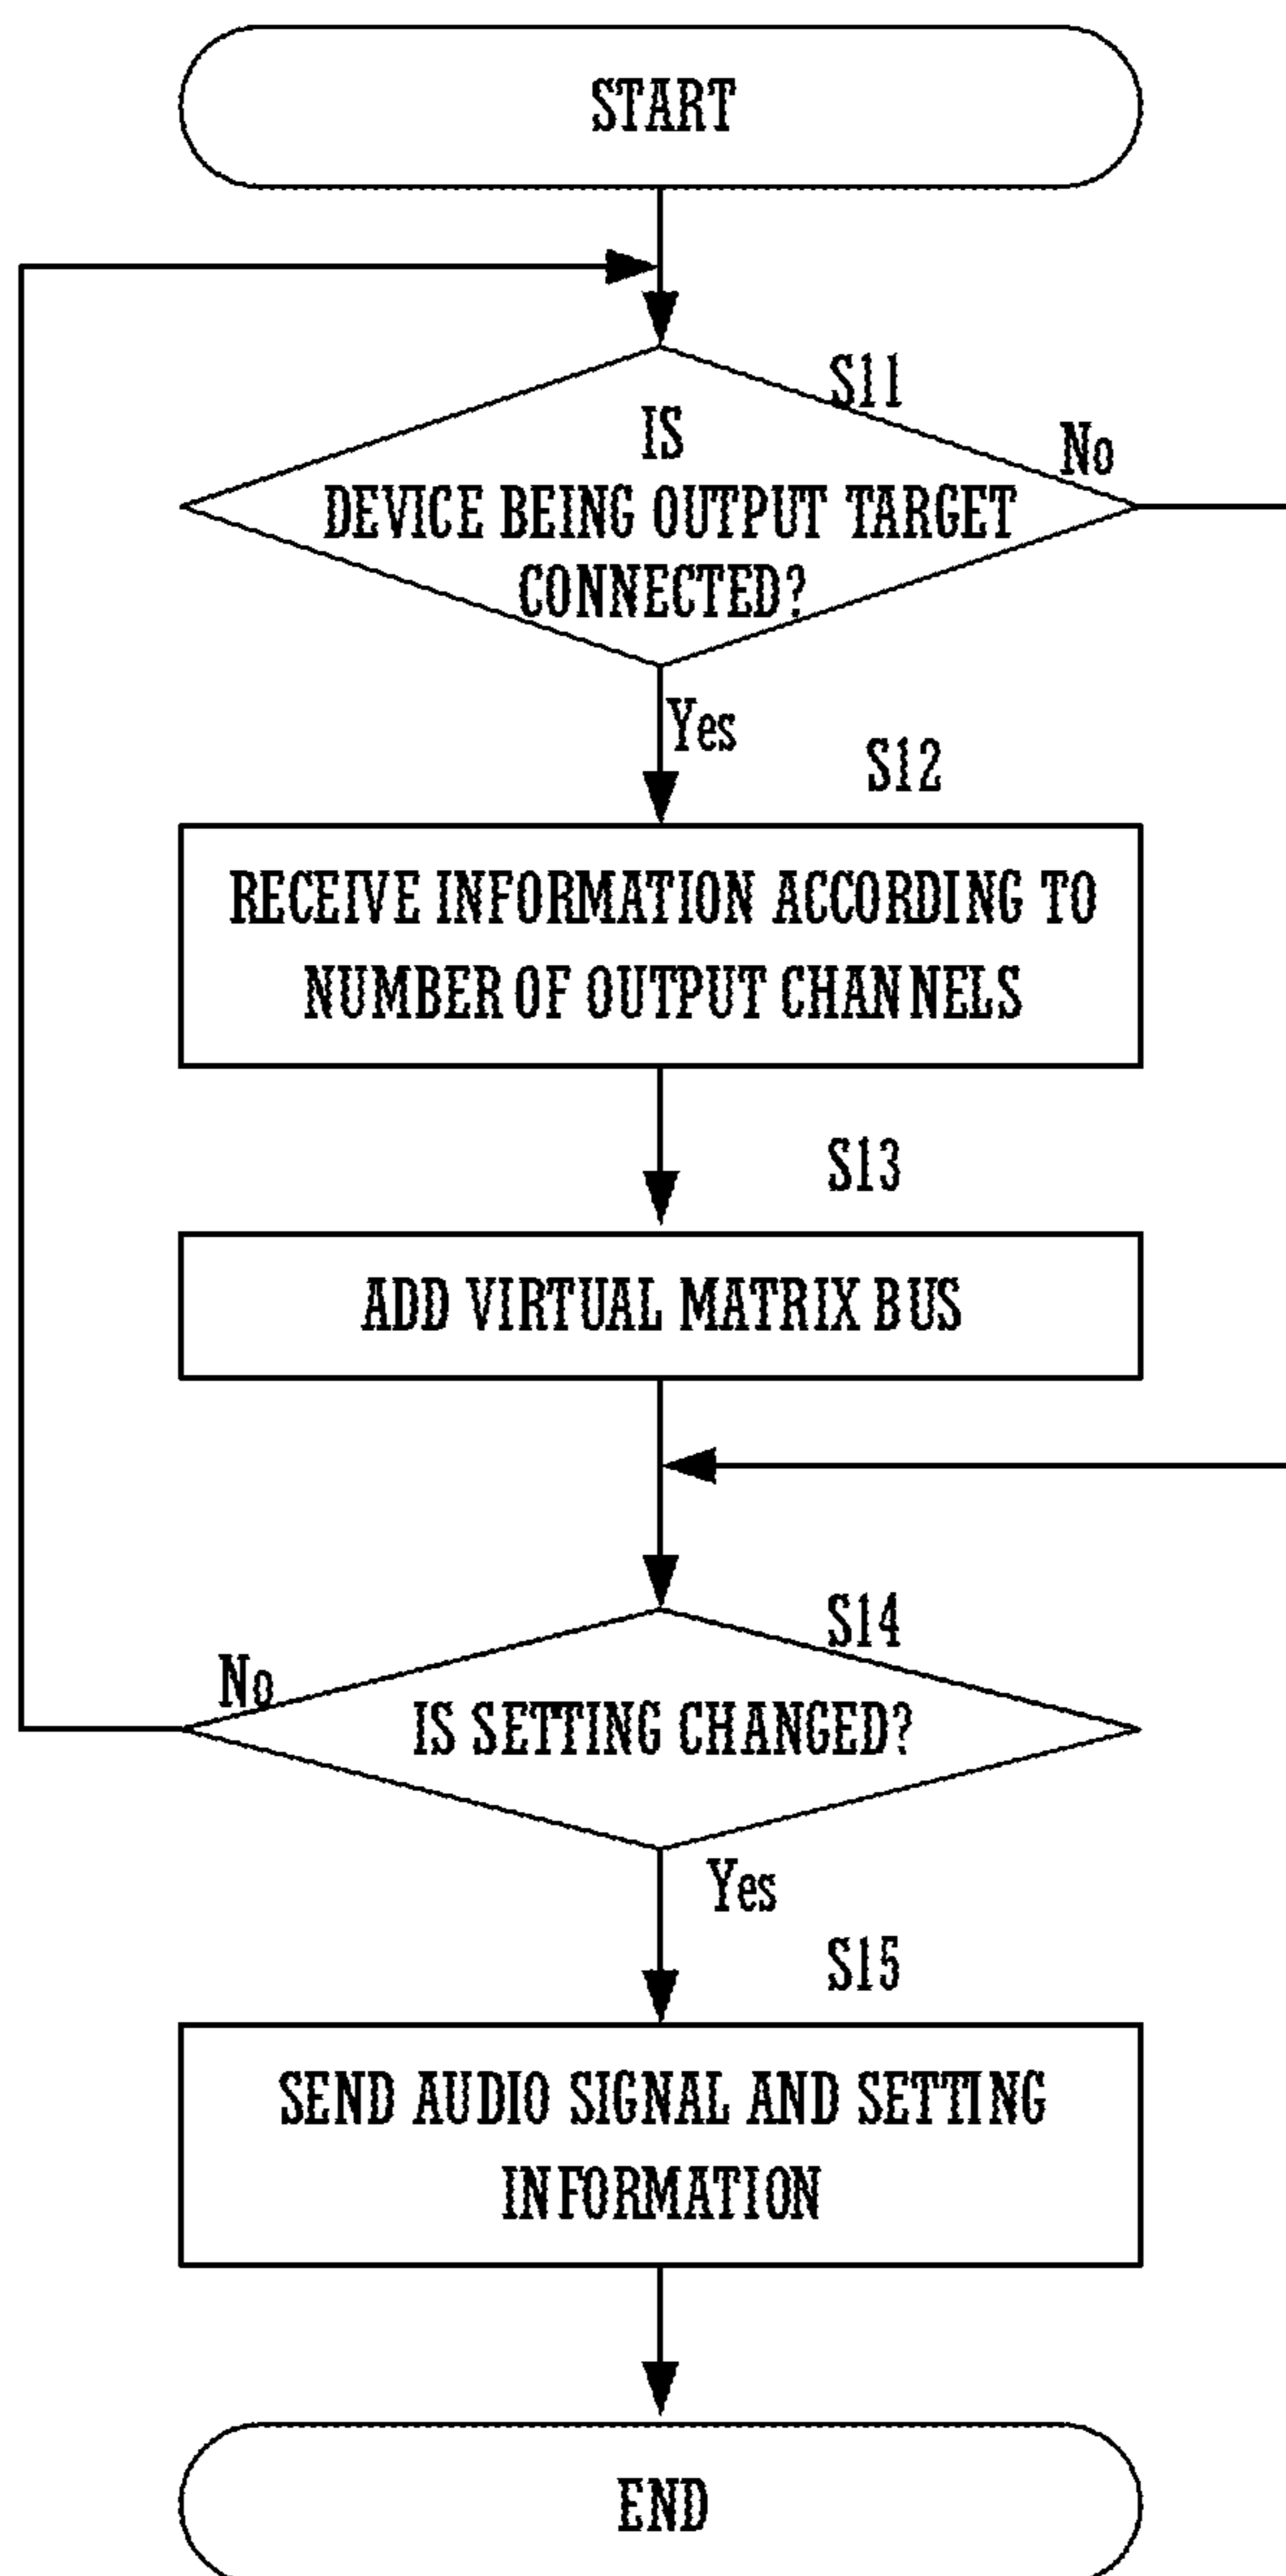 START
S11
IS
No
DEVICE BEING OUTPUT TARGET
CONNECTED?
Yes
S12
RECEIVE INFORMATION ACCORDING TO
NUMBER OF OUTPUT CHANNELS
S13
ADD VIRTUAL MATRIX BUS
S14
No
IS SETTING CHANGED?
Yes
S15
SEND AUDIO SIGNAL AND SETTING
INFORMATION
END